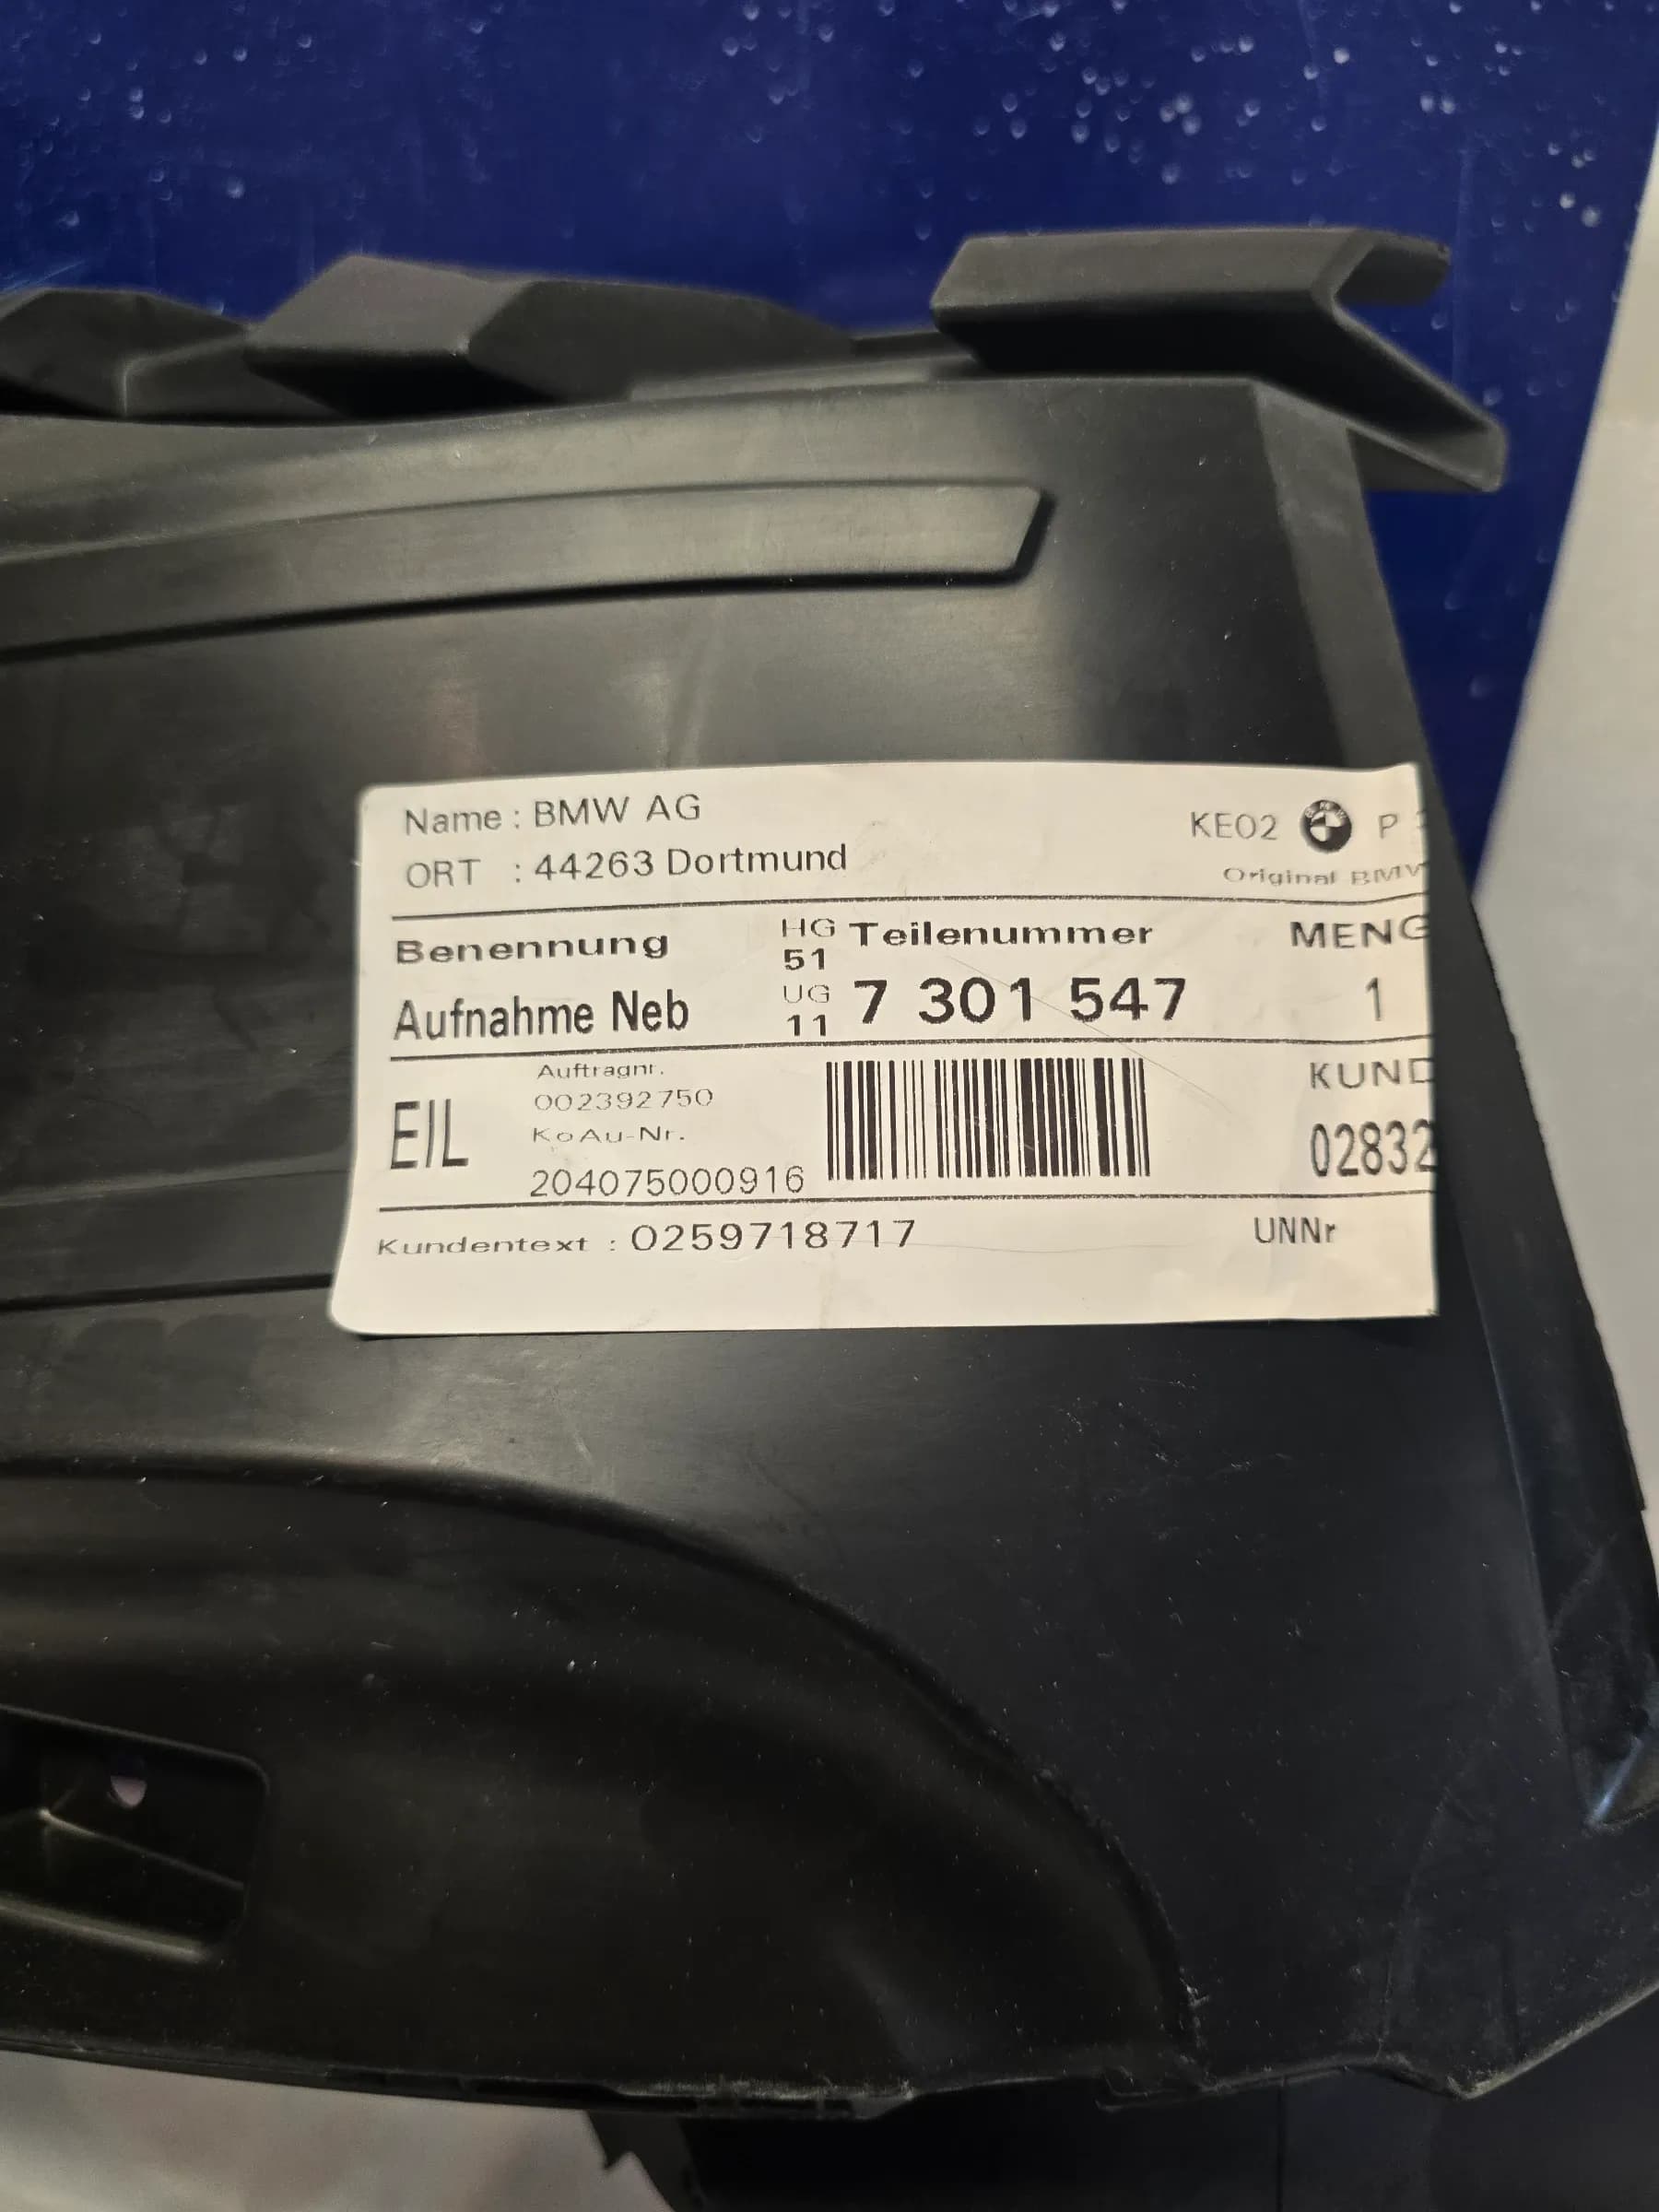 Name : BMW AG
ORT : 44263 Dortmund
KE02 P
Original BMW
Benennung HG Teilenummer MENG
51
Aufnahme Neb UG 7 301 547 1
11
Auftragnr. KUND
002392750
EIL KoAu-Nr. 02832
204075000916
Kundentext : 0259718717 UNNr